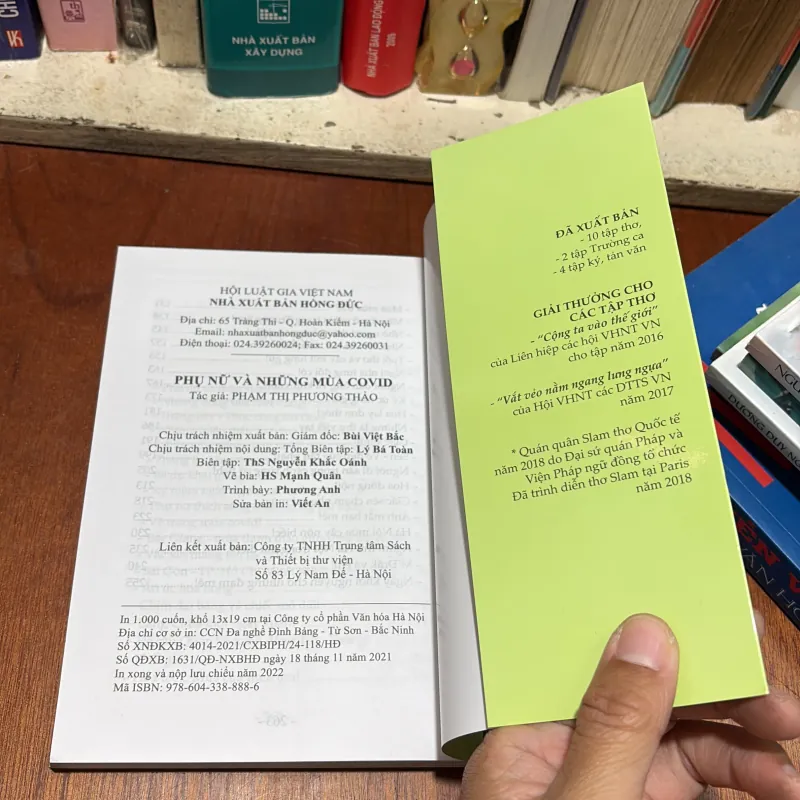 NHÀ XUẤT BẢN
XÂY DỰNG
NHÀ XUẤT BẢN LAO ĐỘNG
2005
HỘI LUẬT GIA VIỆT NAM
NHÀ XUẤT BẢN HỒNG ĐỨC
Địa chỉ: 65 Tràng Thi - Q. Hoàn Kiếm - Hà Nội
Email: nhaxuatbanhongduc@yahoo.com
Điện thoại: 024.39260024; Fax: 024.39260031
PHỤ NỮ VÀ NHỮNG MÙA COVID
Tác giả: PHẠM THỊ PHƯƠNG THẢO
Chịu trách nhiệm xuất bản: Giám đốc: Bùi Việt Bắc
Chịu trách nhiệm nội dung: Tổng Biên tập: Lý Bá Toàn
Biên tập: ThS Nguyễn Khắc Oánh
Vẽ bìa: HS Mạnh Quân
Trình bày: Phương Anh
Sửa bản in: Viết An
Liên kết xuất bản: Công ty TNHH Trung tâm Sách
và Thiết bị thư viện
Số 83 Lý Nam Đế - Hà Nội
In 1.000 cuốn, khổ 13x19 cm tại Công ty cổ phần Văn hóa Hà Nội
Địa chỉ cơ sở in: CCN Đa nghề Đình Bảng - Từ Sơn - Bắc Ninh
Số XNĐKXB: 4014-2021/CXBIPH/24-118/HĐ
Số QĐXB: 1631/QĐ-NXBHĐ ngày 18 tháng 11 năm 2021
In xong và nộp lưu chiểu năm 2022
Mã ISBN: 978-604-338-888-6
ĐÃ XUẤT BẢN
- 10 tập thơ,
- 2 tập Trường ca
- 4 tập ký, tản văn
GIẢI THƯỞNG CHO
CÁC TẬP THƠ
- “Cộng ta vào thế giới”
của Liên hiệp các hội VHNT VN
cho tập năm 2016
- “Vắt vẻo nằm ngang lưng ngựa”
của Hội VHNT các DTTS VN
năm 2017
* Quán quân Slam thơ Quốc tế
năm 2018 do Đại sứ quán Pháp và
Viện Pháp ngữ đồng tổ chức
Đã trình diễn thơ Slam tại Paris
năm 2018
DƯƠNG DUY